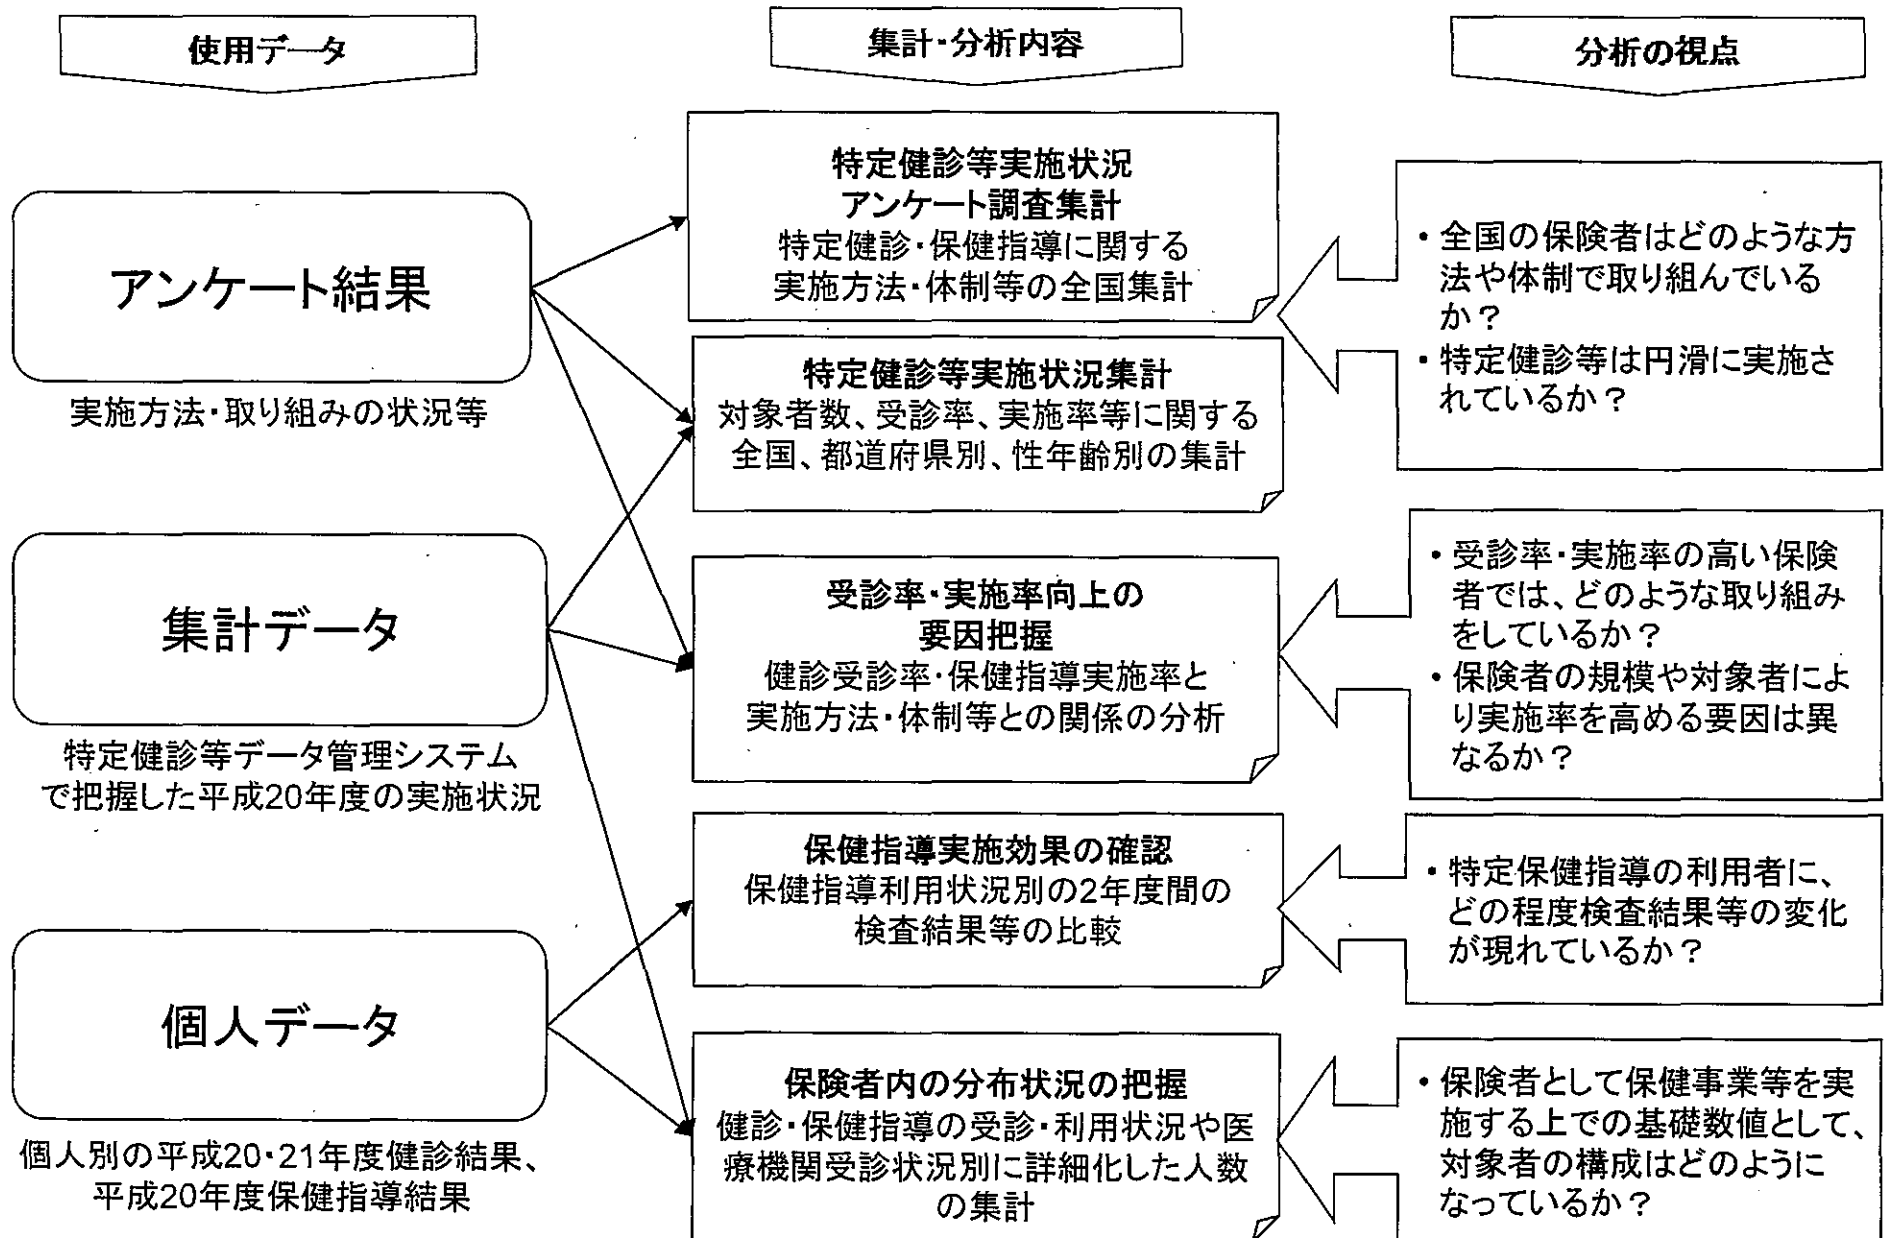 使用データ
集計・分析内容
分析の視点
アンケート結果
実施方法・取り組みの状況等
集計データ
特定健診等データ管理システム
で把握した平成20年度の実施状況
個人データ
個人別の平成20・21年度健診結果、
平成20年度保健指導結果
特定健診等実施状況
アンケート調査集計
特定健診・保健指導に関する
実施方法・体制等の全国集計
特定健診等実施状況集計
対象者数、受診率、実施率等に関する
全国、都道府県別、性年齢別の集計
受診率・実施率向上の
要因把握
健診受診率・保健指導実施率と
実施方法・体制等との関係の分析
保健指導実施効果の確認
保健指導利用状況別の2年度間の
検査結果等の比較
保険者内の分布状況の把握
健診・保健指導の受診・利用状況や医
療機関受診状況別に詳細化した人数
の集計
・全国の保険者はどのような方
法や体制で取り組んでいる
か？
・特定健診等は円滑に実施さ
れているか？
・受診率・実施率の高い保険
者では、どのような取り組み
をしているか？
・保険者の規模や対象者によ
り実施率を高める要因は異
なるか？
・特定保健指導の利用者に、
どの程度検査結果等の変化
が現れているか？
・保険者として保健事業等を実
施する上での基礎数値として、
対象者の構成はどのように
なっているか？